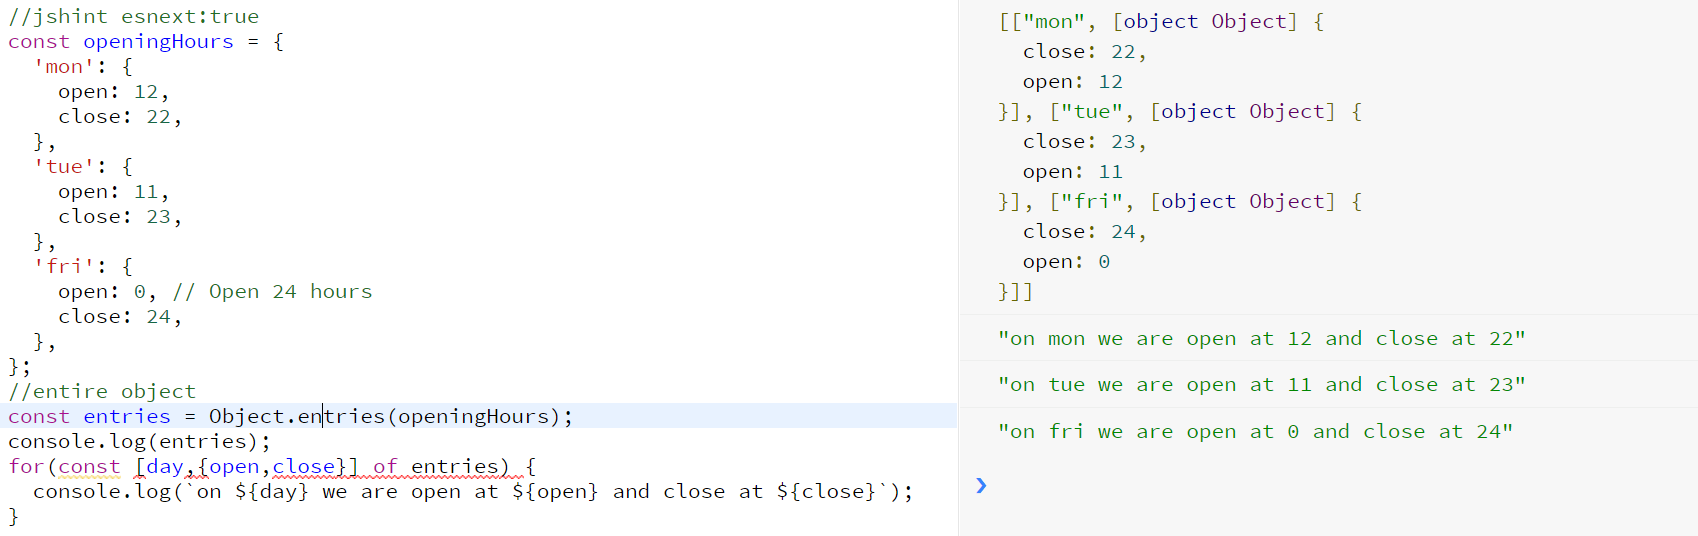 //jshint esnext:true
const openingHours = {
  'mon': {
    open: 12,
    close: 22,
  },
  'tue': {
    open: 11,
    close: 23,
  },
  'fri': {
    open: 0, // Open 24 hours
    close: 24,
  },
};
//entire object
const entries = Object.entries(openingHours);
console.log(entries);
for(const [day,{open,close}] of entries) {
  console.log(`on ${day} we are open at ${open} and close at ${close}`);
}
[["mon", [object Object] {
  close: 22,
  open: 12
}], ["tue", [object Object] {
  close: 23,
  open: 11
}], ["fri", [object Object] {
  close: 24,
  open: 0
}]]
"on mon we are open at 12 and close at 22"
"on tue we are open at 11 and close at 23"
"on fri we are open at 0 and close at 24"